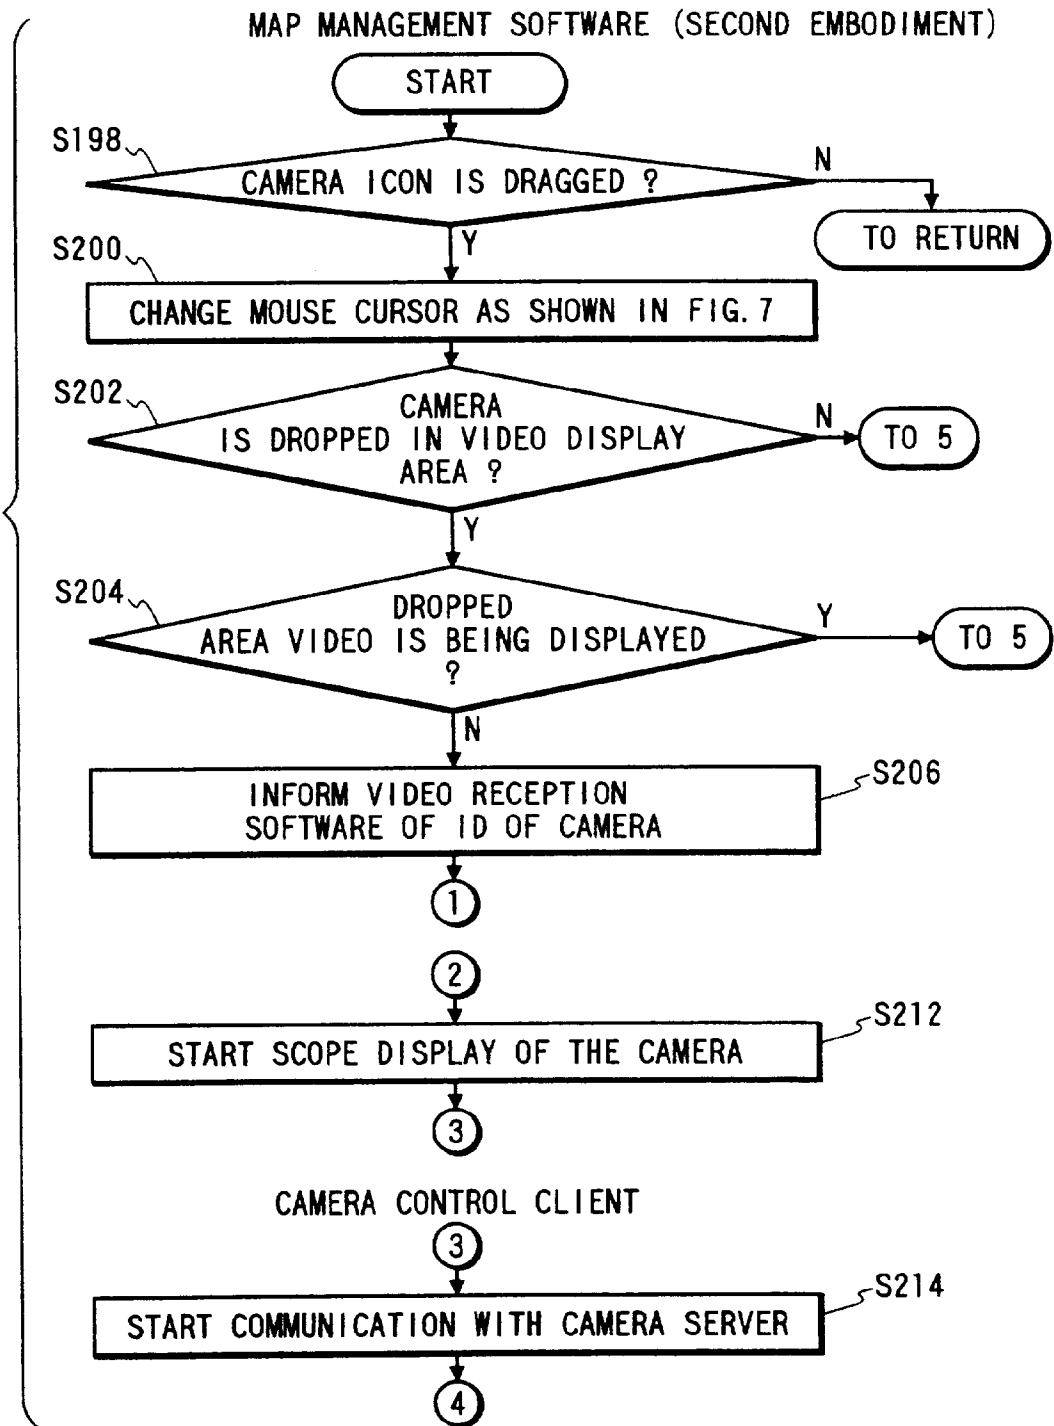 MAP MANAGEMENT SOFTWARE (SECOND EMBODIMENT)
START
S198
CAMERA ICON IS DRAGGED ?
N
TO RETURN
Y
S200
CHANGE MOUSE CURSOR AS SHOWN IN FIG. 7
S202
CAMERA
IS DROPPED IN VIDEO DISPLAY
AREA ?
N
TO 5
Y
S204
DROPPED
AREA VIDEO IS BEING DISPLAYED
?
Y
TO 5
N
S206
INFORM VIDEO RECEPTION
SOFTWARE OF ID OF CAMERA
1
2
S212
START SCOPE DISPLAY OF THE CAMERA
3
CAMERA CONTROL CLIENT
3
S214
START COMMUNICATION WITH CAMERA SERVER
4